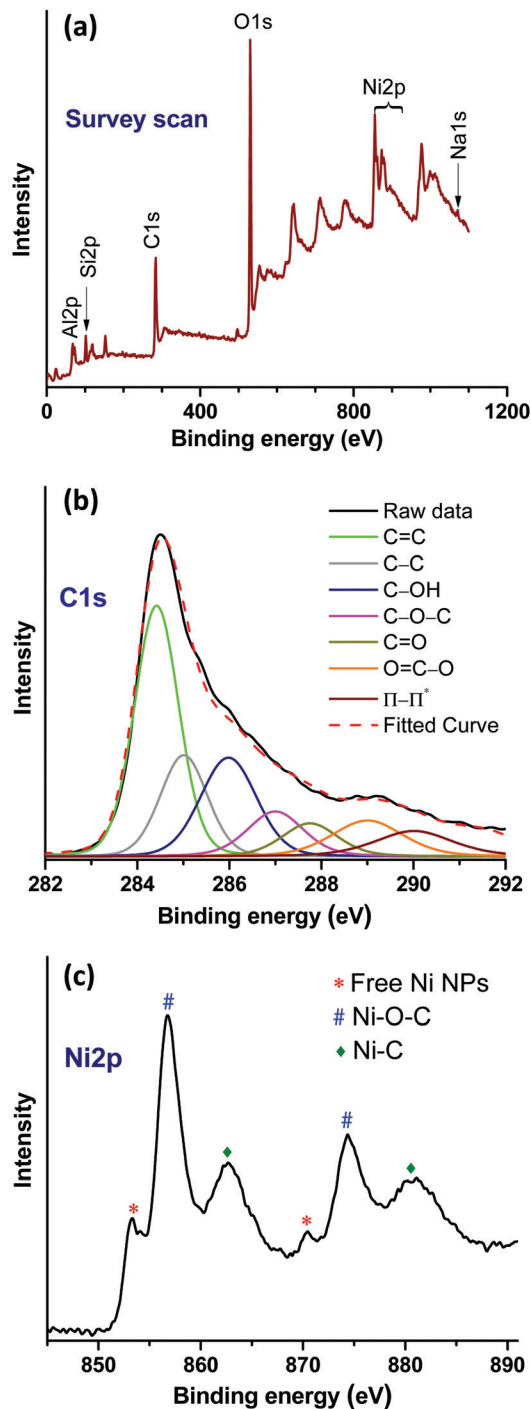 (a)
O1s
Ni2p
Survey scan
Na1s
C1s
Si2p
Al2p
Intensity
0 400 800 1200
Binding energy (eV)
(b)
Raw data
C=C
C–C
C1s
C–OH
C–O–C
C=O
O=C–O
Π–Π*
Fitted Curve
Intensity
282 284 286 288 290 292
Binding energy (eV)
(c)
* Free Ni NPs
# Ni-O-C
♦ Ni-C
#
Ni2p
#
♦
♦
*
*
Intensity
850 860 870 880 890
Binding energy (eV)